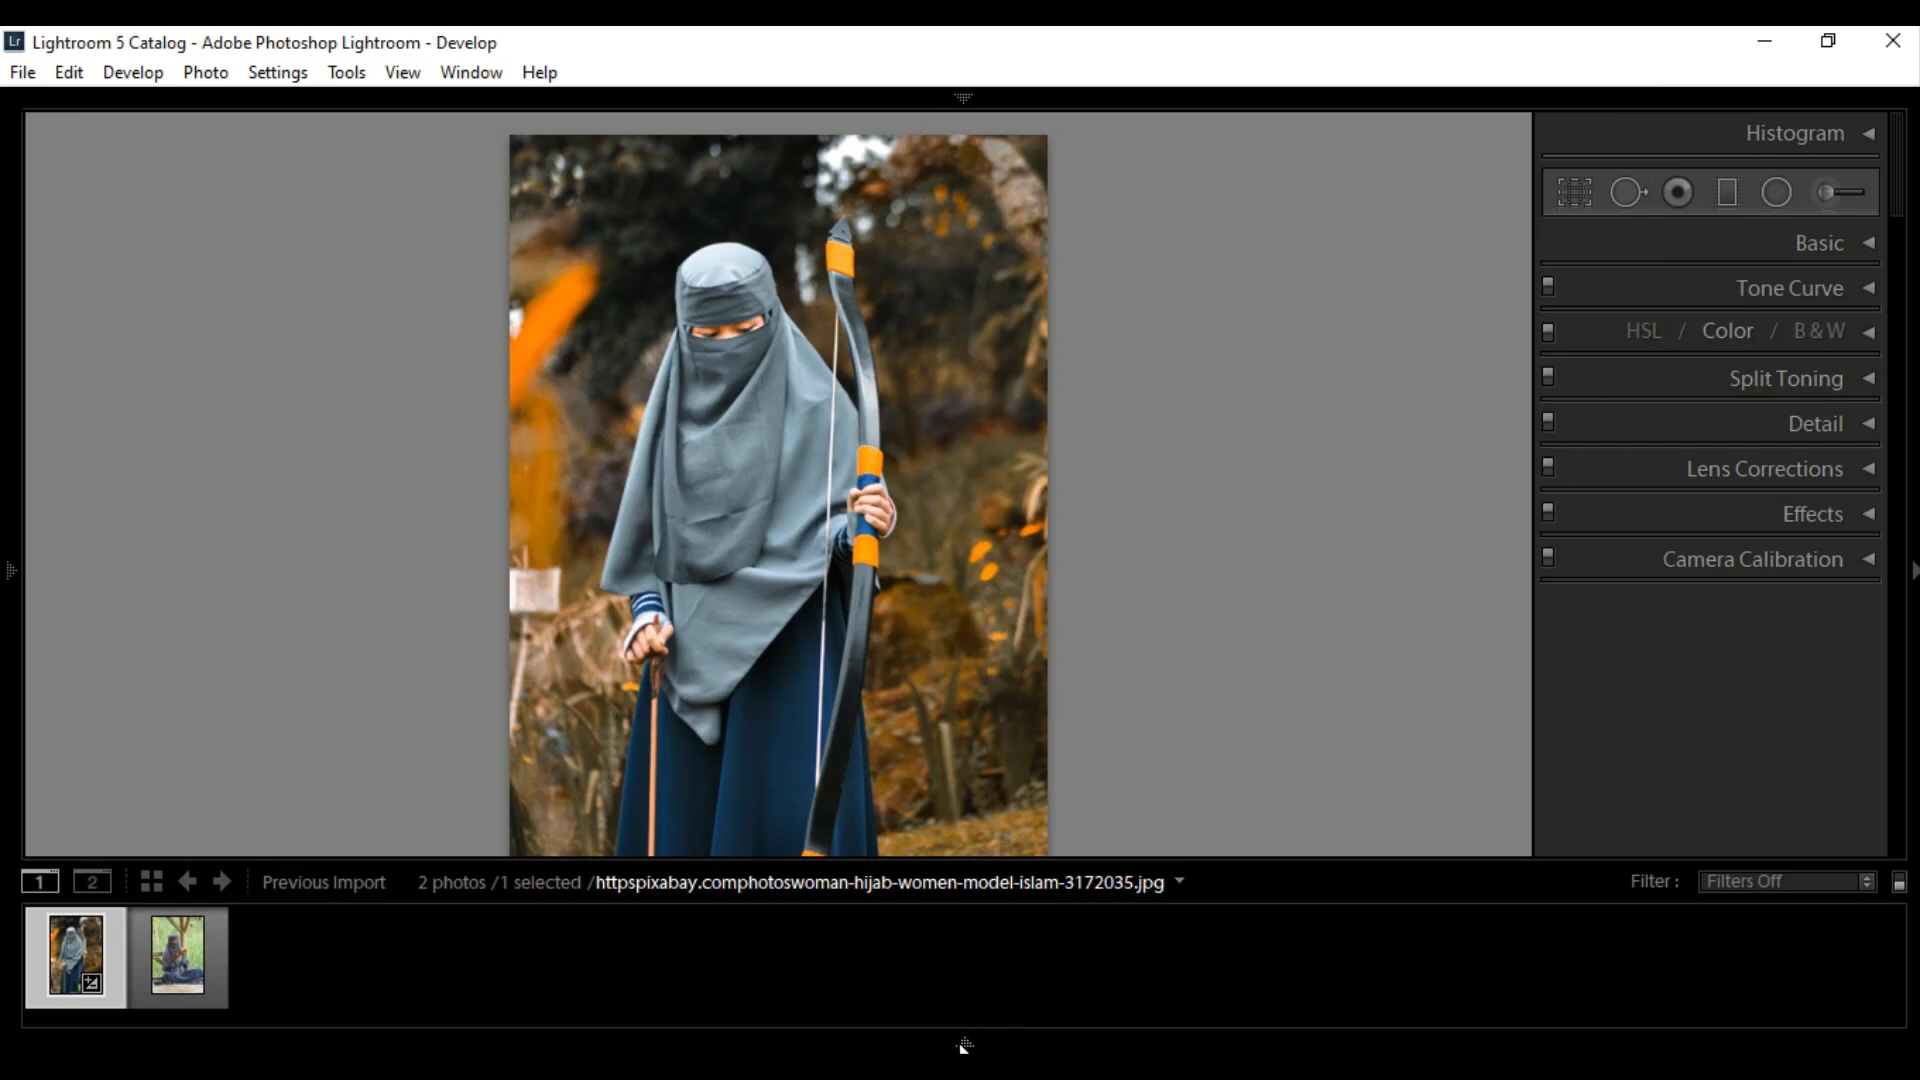 Lr Lightroom 5 Catalog - Adobe Photoshop Lightroom - Develop
File Edit Develop Photo Settings Tools View Window Help
Histogram
Basic
Tone Curve
HSL / Color / B & W
Split Toning
Detail
Lens Corrections
Effects
Camera Calibration
1 2 Previous Import 2 photos /1 selected /httpspixabay.comphotoswoman-hijab-women-model-islam-3172035.jpg Filter : Filters Off